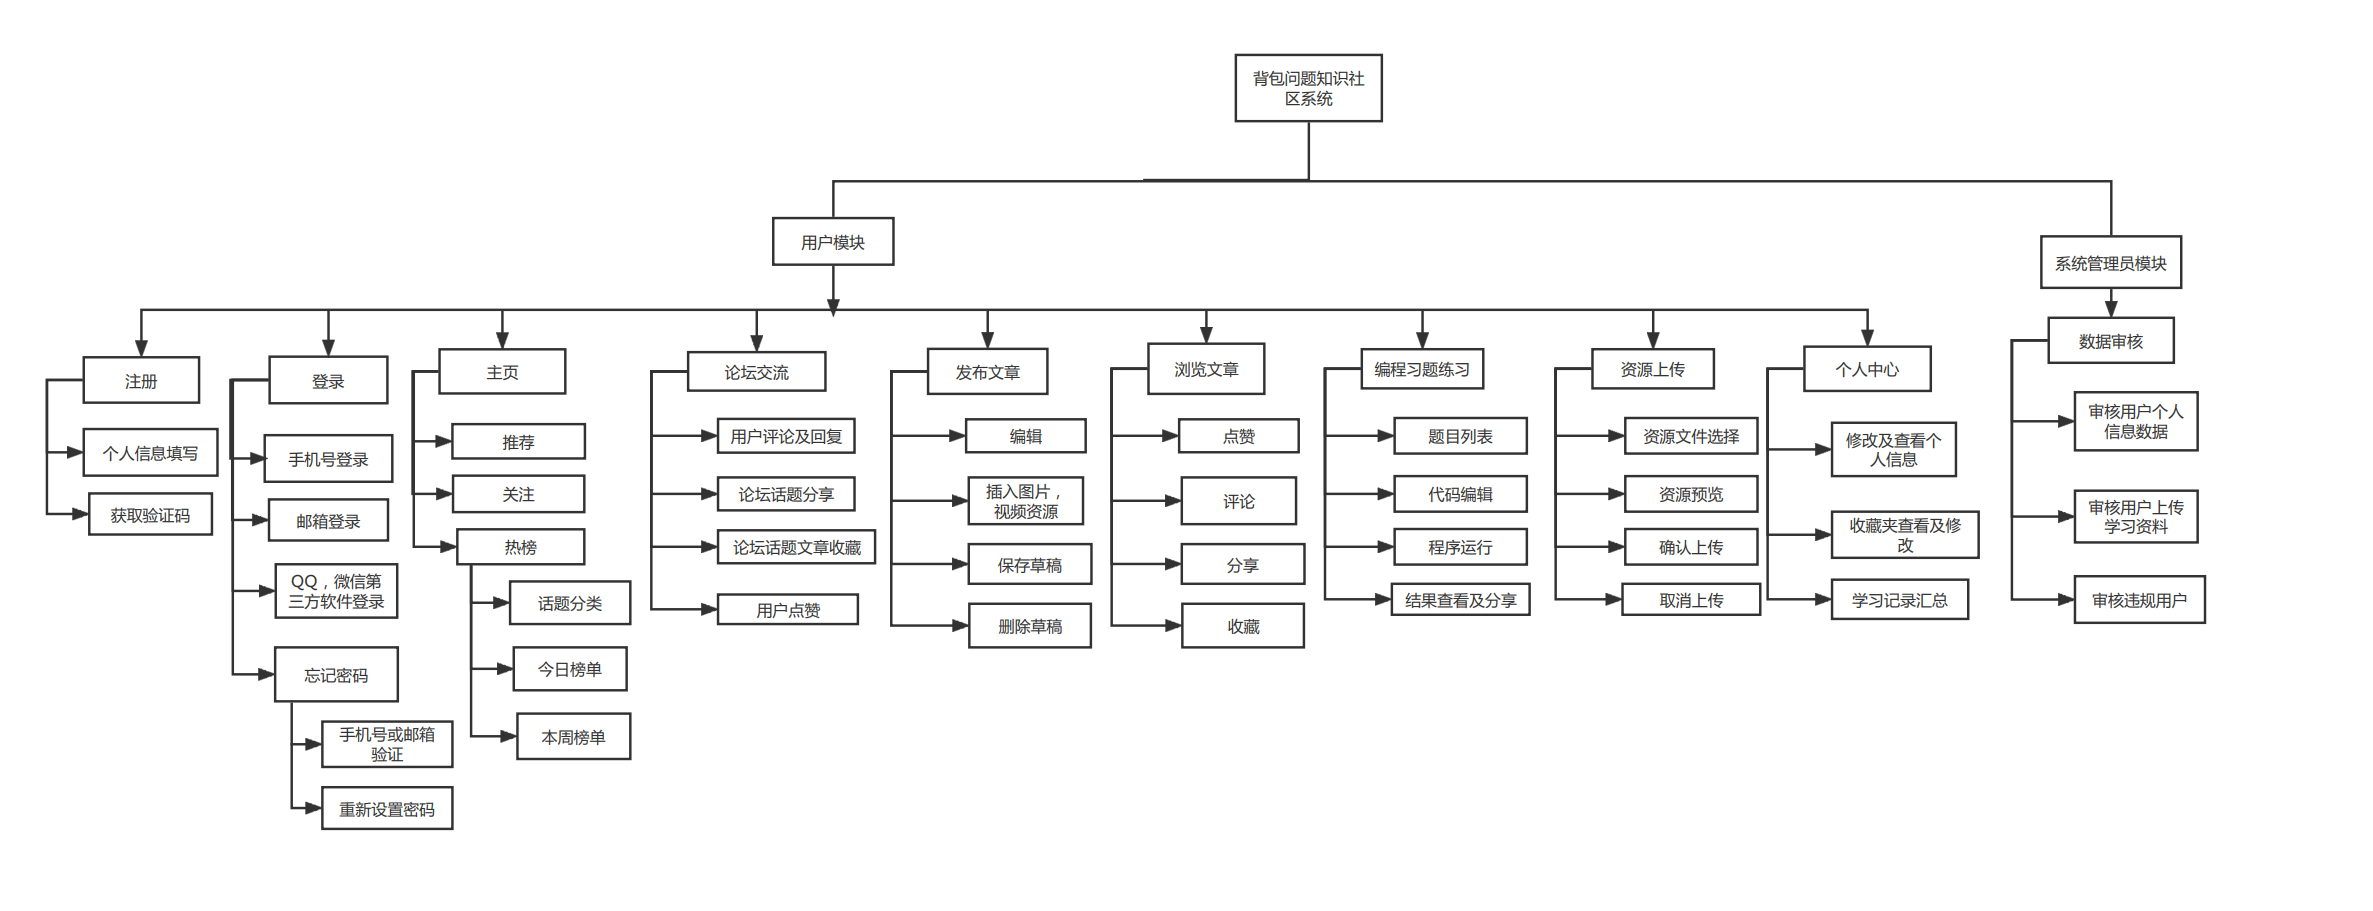 背包问题知识社
区系统
用户模块
系统管理员模块
注册
个人信息填写
获取验证码
登录
手机号登录
邮箱登录
QQ，微信第
三方软件登录
忘记密码
手机号或邮箱
验证
重新设置密码
主页
推荐
关注
热榜
话题分类
今日榜单
本周榜单
论坛交流
用户评论及回复
论坛话题分享
论坛话题文章收藏
用户点赞
发布文章
编辑
插入图片，
视频资源
保存草稿
删除草稿
浏览文章
点赞
评论
分享
收藏
编程习题练习
题目列表
代码编辑
程序运行
结果查看及分享
资源上传
资源文件选择
资源预览
确认上传
取消上传
个人中心
修改及查看个
人信息
收藏夹查看及修
改
学习记录汇总
数据审核
审核用户个人
信息数据
审核用户上传
学习资料
审核违规用户